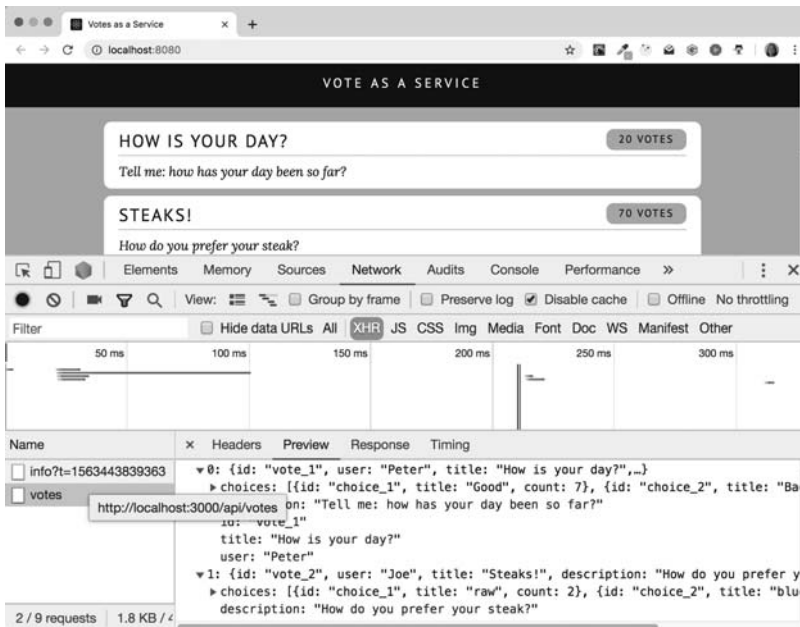 Votes as a Service
localhost:8080
VOTE AS A SERVICE
HOW IS YOUR DAY?
20 VOTES
Tell me: how has your day been so far?
STEAKS!
70 VOTES
How do you prefer your steak?
Elements Memory Sources Network Audits Console Performance »
View: Group by frame Preserve log Disable cache Offline No throttling
Filter Hide data URLs All XHR JS CSS Img Media Font Doc WS Manifest Other
50 ms 100 ms 150 ms 200 ms 250 ms 300 ms
Name × Headers Preview Response Timing
info?t=1563443839363
votes
http://localhost:3000/api/votes
▼0: {id: "vote_1", user: "Peter", title: "How is your day?",…}
▶choices: [{id: "choice_1", title: "Good", count: 7}, {id: "choice_2", title: "Ba
on: "Tell me: how has your day been so far?"
id: "vote_1"
title: "How is your day?"
user: "Peter"
▼1: {id: "vote_2", user: "Joe", title: "Steaks!", description: "How do you prefer y
▶choices: [{id: "choice_1", title: "raw", count: 2}, {id: "choice_2", title: "blu
description: "How do you prefer your steak?"
2 / 9 requests 1.8 KB /